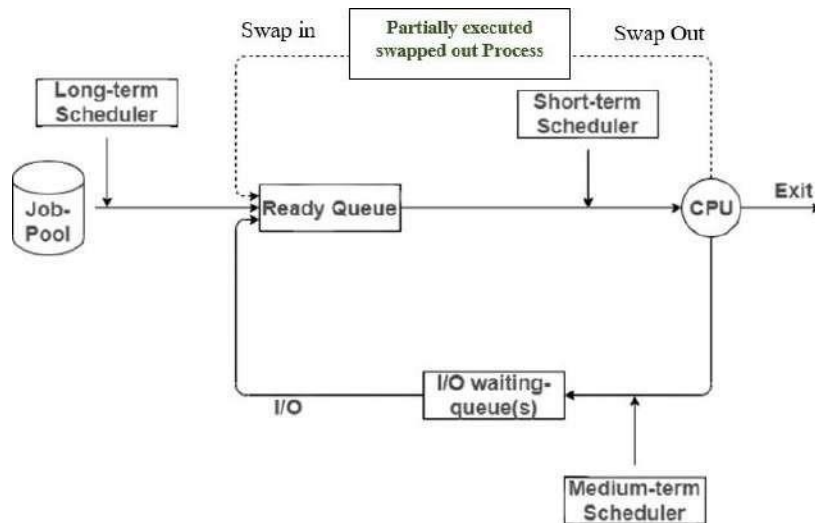 Swap in
Partially executed
swapped out Process
Swap Out
Long-term
Scheduler
Short-term
Scheduler
Job-
Pool
Ready Queue
CPU
Exit
I/O
I/O waiting-
queue(s)
Medium-term
Scheduler